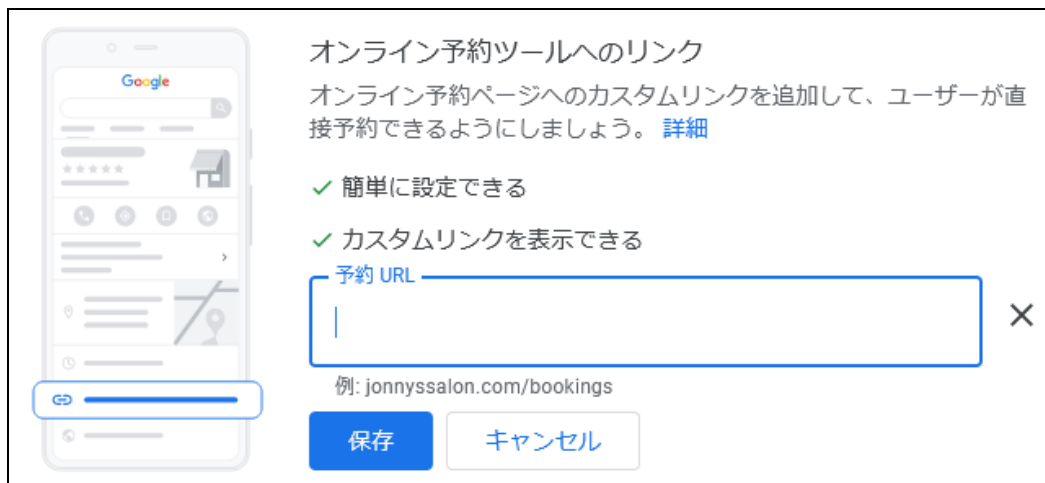 Google
オンライン予約ツールへのリンク
オンライン予約ページへのカスタムリンクを追加して、ユーザーが直
接予約できるようにしましょう。 詳細
簡単に設定できる
カスタムリンクを表示できる
予約 URL
例: jonnyssalon.com/bookings
保存 キャンセル